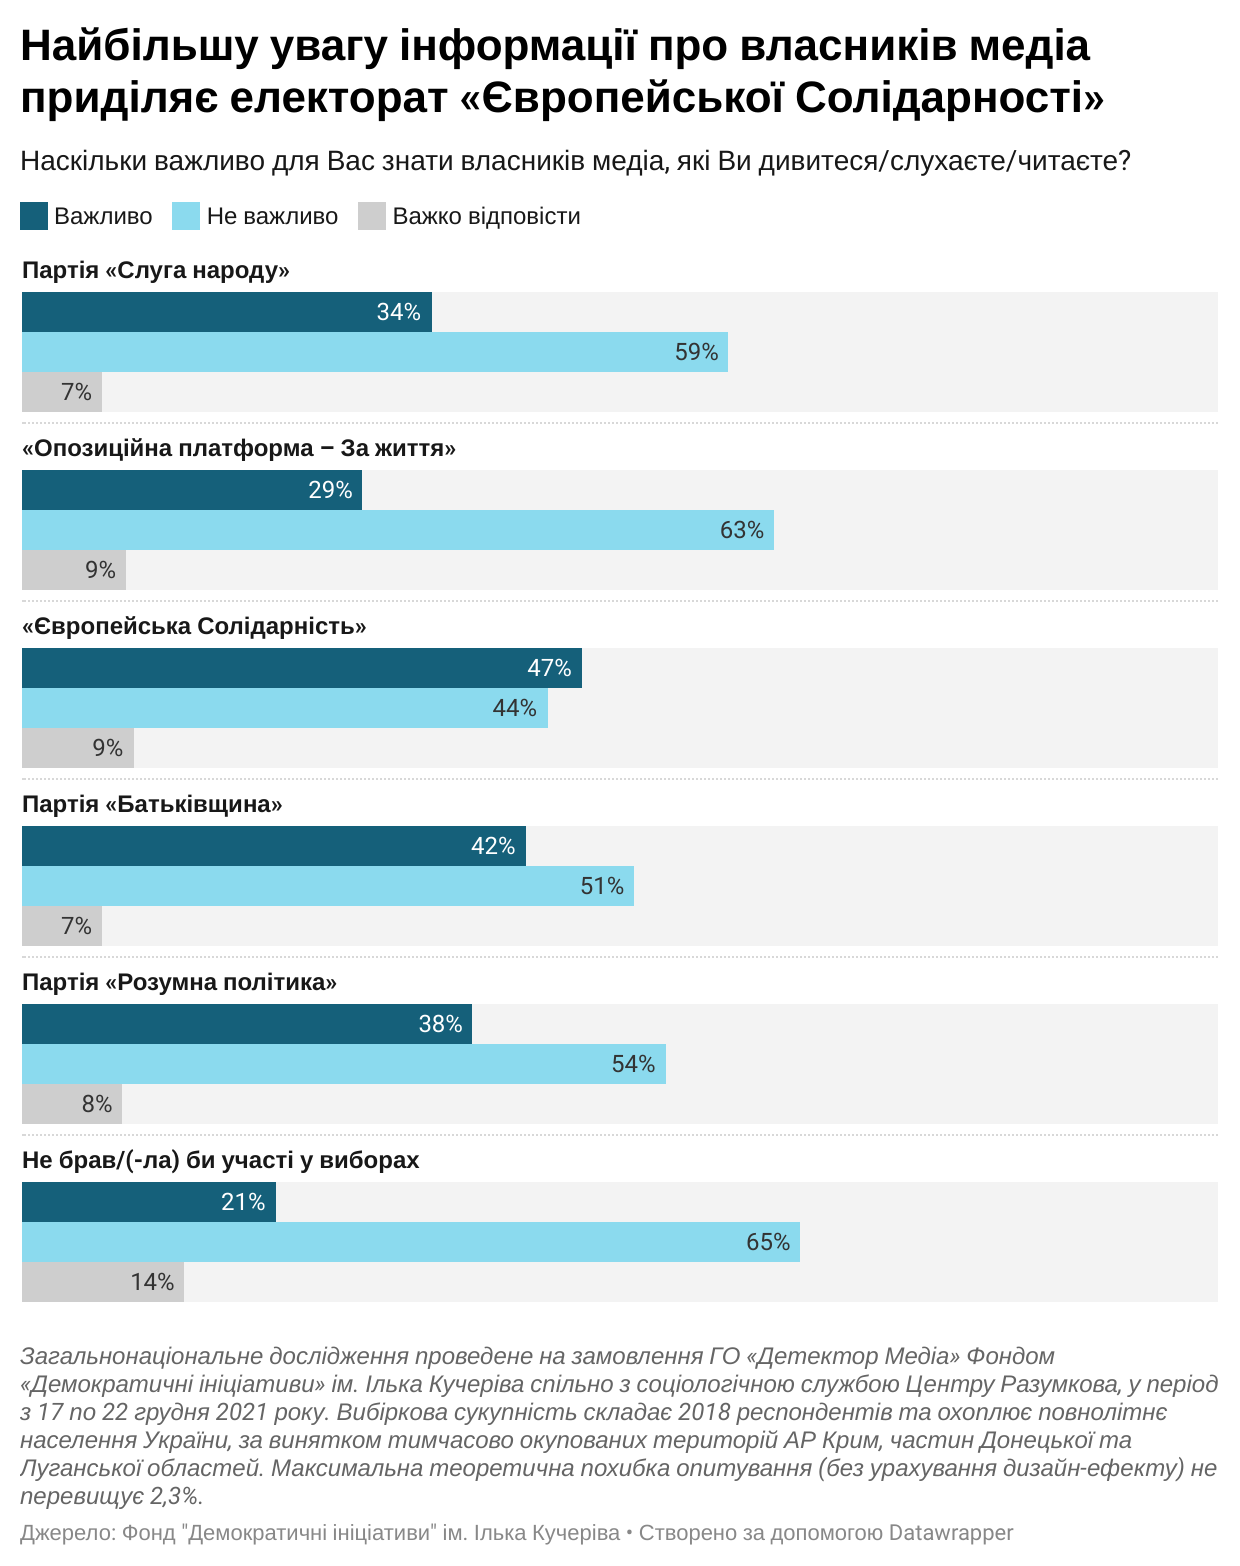 Найбільшу увагу інформації про власників медіа
приділяє електорат «Європейської Солідарності»
Наскільки важливо для Вас знати власників медіа, які Ви дивитеся/слухаєте/читаєте?
Важливо Не важливо Важко відповісти
Партія «Слуга народу»
34%
59%
7%
«Опозиційна платформа – За життя»
29%
63%
9%
«Європейська Солідарність»
47%
44%
9%
Партія «Батьківщина»
42%
51%
7%
Партія «Розумна політика»
38%
54%
8%
Не брав/(-ла) би участі у виборах
21%
65%
14%
Загальнонаціональне дослідження проведене на замовлення ГО «Детектор Медіа» Фондом
«Демократичні ініціативи» ім. Ілька Кучеріва спільно з соціологічною службою Центру Разумкова, у період
з 17 по 22 грудня 2021 року. Вибіркова сукупність складає 2018 респондентів та охоплює повнолітнє
населення України, за винятком тимчасово окупованих територій АР Крим, частин Донецької та
Луганської областей. Максимальна теоретична похибка опитування (без урахування дизайн-ефекту) не
перевищує 2,3%.
Джерело: Фонд "Демократичні ініціативи" ім. Ілька Кучеріва • Створено за допомогою Datawrapper